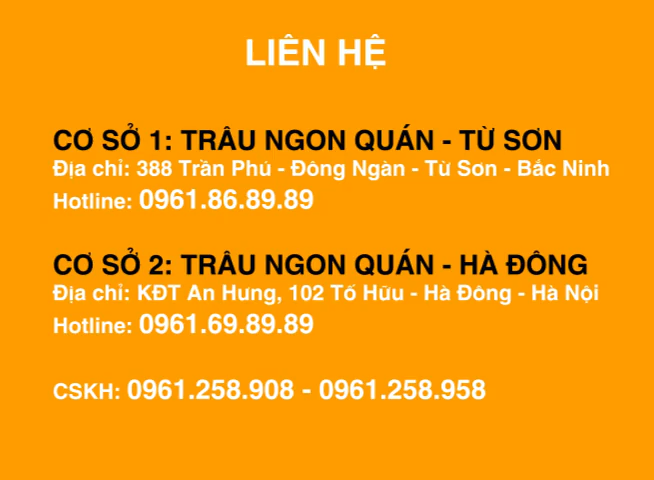 LIÊN HỆ
CƠ SỞ 1: TRÂU NGON QUÁN - TỪ SƠN
Địa chỉ: 388 Trần Phú - Đông Ngàn - Từ Sơn - Bắc Ninh
Hotline: 0961.86.89.89
CƠ SỞ 2: TRÂU NGON QUÁN - HÀ ĐÔNG
Địa chỉ: KĐT An Hưng, 102 Tố Hữu - Hà Đông - Hà Nội
Hotline: 0961.69.89.89
CSKH: 0961.258.908 - 0961.258.958